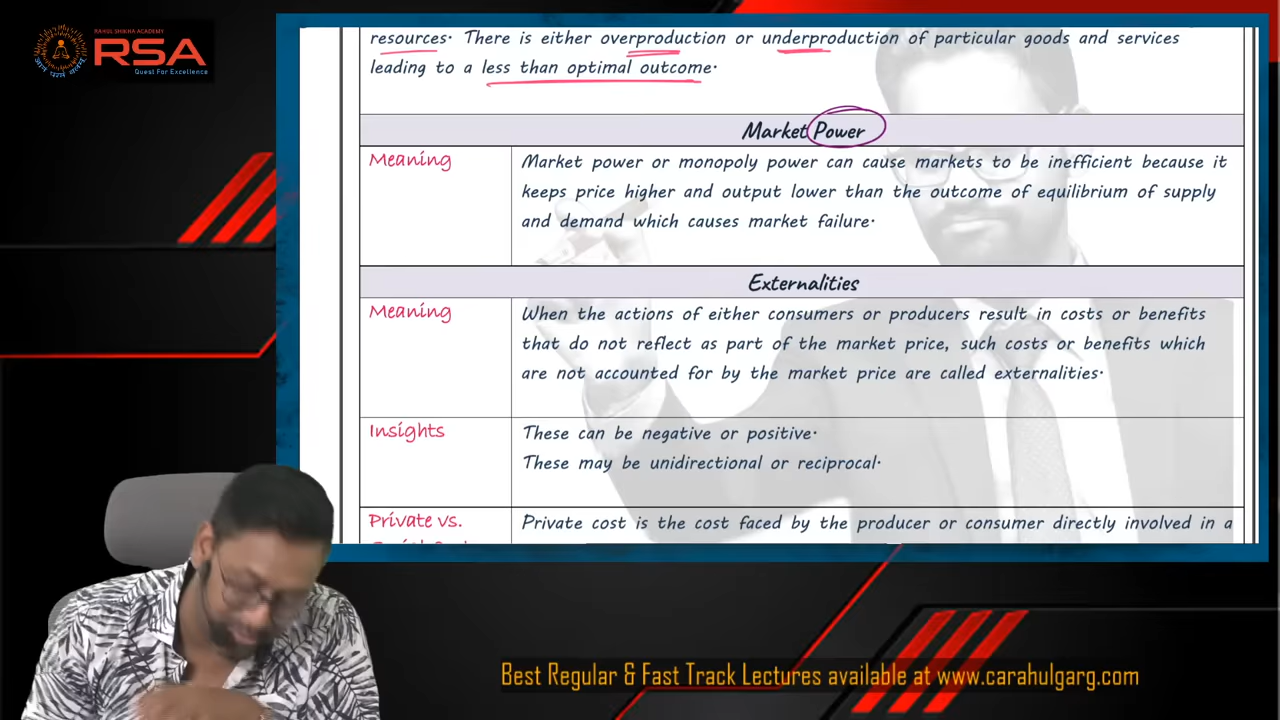 RAHUL SHIKHA ACADEMY
RSA
Quest For Excellence
resources. There is either overproduction or underproduction of particular goods and services
leading to a less than optimal outcome.
Market Power
Meaning
Market power or monopoly power can cause markets to be inefficient because it
keeps price higher and output lower than the outcome of equilibrium of supply
and demand which causes market failure.
Externalities
Meaning
When the actions of either consumers or producers result in costs or benefits
that do not reflect as part of the market price, such costs or benefits which
are not accounted for by the market price are called externalities.
Insights
These can be negative or positive.
These may be unidirectional or reciprocal.
Private vs.
Private cost is the cost faced by the producer or consumer directly involved in a
Best Regular & Fast Track Lectures available at www.carahulgarg.com